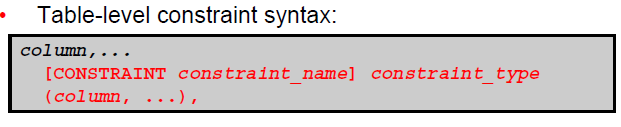 • Table-level constraint syntax:
column,...
[CONSTRAINT constraint_name] constraint_type
(column, ...),